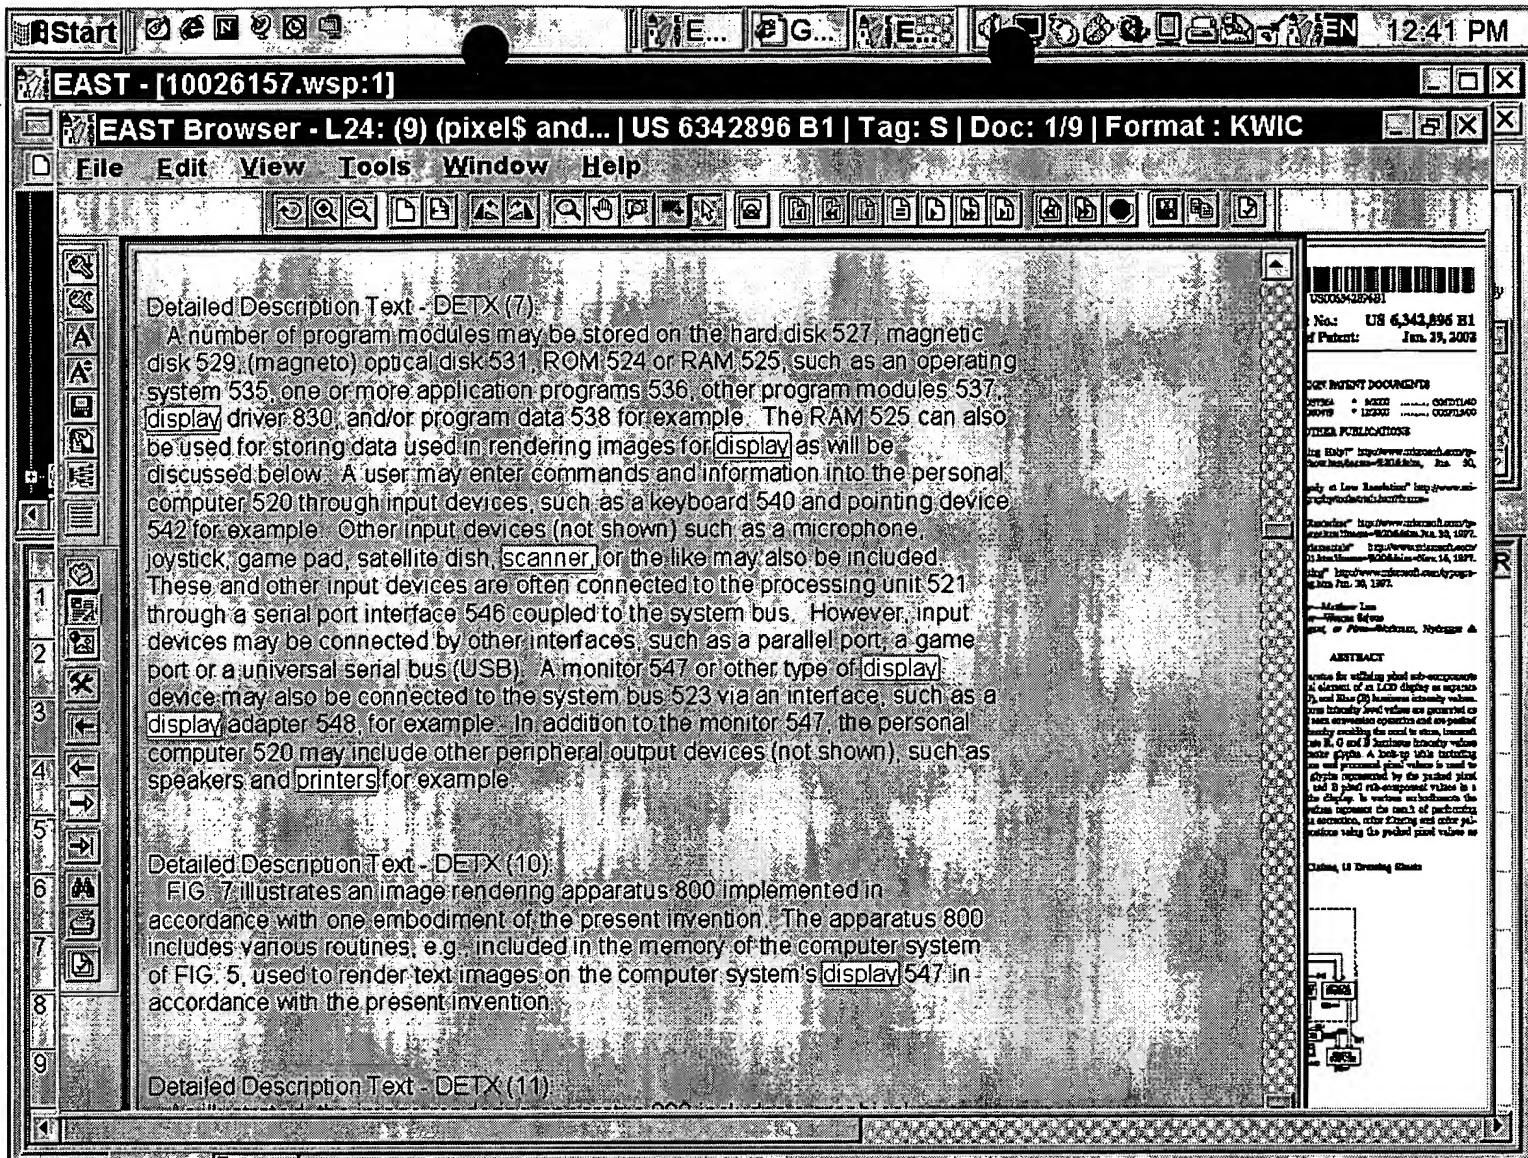 Start
E...
G...
E...
EN
12:41 PM
EAST - [10026157.wsp:1]
EAST Browser - L24: (9) (pixel$ and... | US 6342896 B1 | Tag: S | Doc: 1/9 | Format : KWIC
File Edit View Tools Window Help
Detailed Description Text - DETX (7):
A number of program modules may be stored on the hard disk 527, magnetic
disk 529, (magneto) optical disk 531, ROM 524 or RAM 525, such as an operating
system 535, one or more application programs 536, other program modules 537,
display driver 830, and/or program data 538 for example. The RAM 525 can also
be used for storing data used in rendering images for display as will be
discussed below. A user may enter commands and information into the personal
computer 520 through input devices, such as a keyboard 540 and pointing device
542 for example. Other input devices (not shown) such as a microphone,
joystick, game pad, satellite dish, scanner, or the like may also be included.
These and other input devices are often connected to the processing unit 521
through a serial port interface 546 coupled to the system bus. However, input
devices may be connected by other interfaces, such as a parallel port, a game
port or a universal serial bus (USB). A monitor 547 or other type of display
device may also be connected to the system bus 523 via an interface, such as a
display adapter 548, for example. In addition to the monitor 547, the personal
computer 520 may include other peripheral output devices (not shown), such as
speakers and printers for example.
Detailed Description Text - DETX (10):
FIG. 7 illustrates an image rendering apparatus 800 implemented in
accordance with one embodiment of the present invention. The apparatus 800
includes various routines, e.g., included in the memory of the computer system
of FIG. 5, used to render text images on the computer system's display 547 in
accordance with the present invention.
Detailed Description Text - DETX (11):
1
2
3
4
5
6
7
8
9
US 6,342,896 B1
Jan. 29, 2002
ABSTRACT